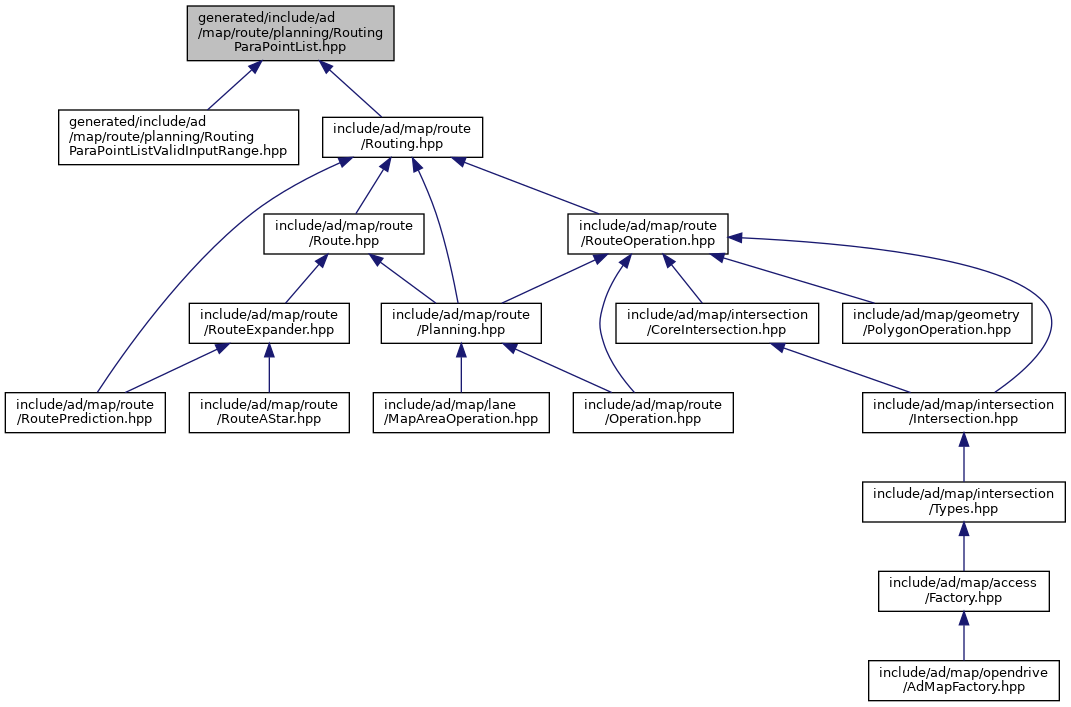 generated/include/ad
/map/route/planning/Routing
ParaPointList.hpp
generated/include/ad
/map/route/planning/Routing
ParaPointListValidInputRange.hpp
include/ad/map/route
/Routing.hpp
include/ad/map/route
/Route.hpp
include/ad/map/route
/RouteOperation.hpp
include/ad/map/route
/RouteExpander.hpp
include/ad/map/route
/Planning.hpp
include/ad/map/intersection
/CoreIntersection.hpp
include/ad/map/geometry
/PolygonOperation.hpp
include/ad/map/route
/RoutePrediction.hpp
include/ad/map/route
/RouteAStar.hpp
include/ad/map/lane
/MapAreaOperation.hpp
include/ad/map/route
/Operation.hpp
include/ad/map/intersection
/Intersection.hpp
include/ad/map/intersection
/Types.hpp
include/ad/map/access
/Factory.hpp
include/ad/map/opendrive
/AdMapFactory.hpp